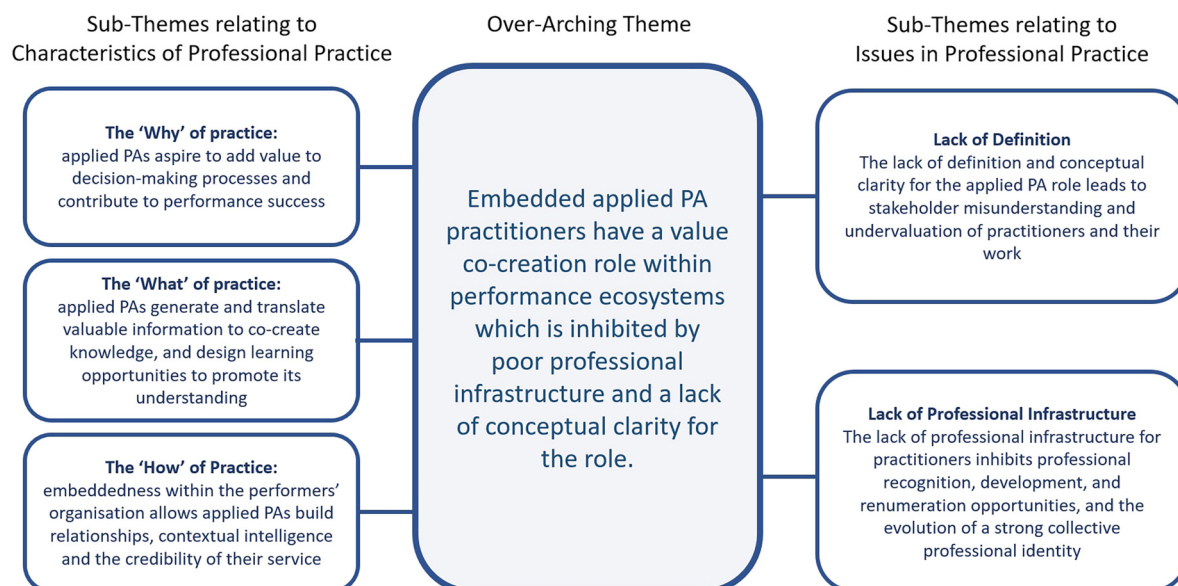 Sub-Themes relating to
Characteristics of Professional Practice
The ‘Why’ of practice:
applied PAs aspire to add value to
decision-making processes and
contribute to performance success
The ‘What’ of practice:
applied PAs generate and translate
valuable information to co-create
knowledge, and design learning
opportunities to promote its
understanding
The ‘How’ of Practice:
embeddedness within the performers’
organisation allows applied PAs build
relationships, contextual intelligence
and the credibility of their service
Over-Arching Theme
Embedded applied PA
practitioners have a value
co-creation role within
performance ecosystems
which is inhibited by
poor professional
infrastructure and a lack
of conceptual clarity for
the role.
Sub-Themes relating to
Issues in Professional Practice
Lack of Definition
The lack of definition and conceptual
clarity for the applied PA role leads to
stakeholder misunderstanding and
undervaluation of practitioners and their
work
Lack of Professional Infrastructure
The lack of professional infrastructure for
practitioners inhibits professional
recognition, development, and
renumeration opportunities, and the
evolution of a strong collective
professional identity